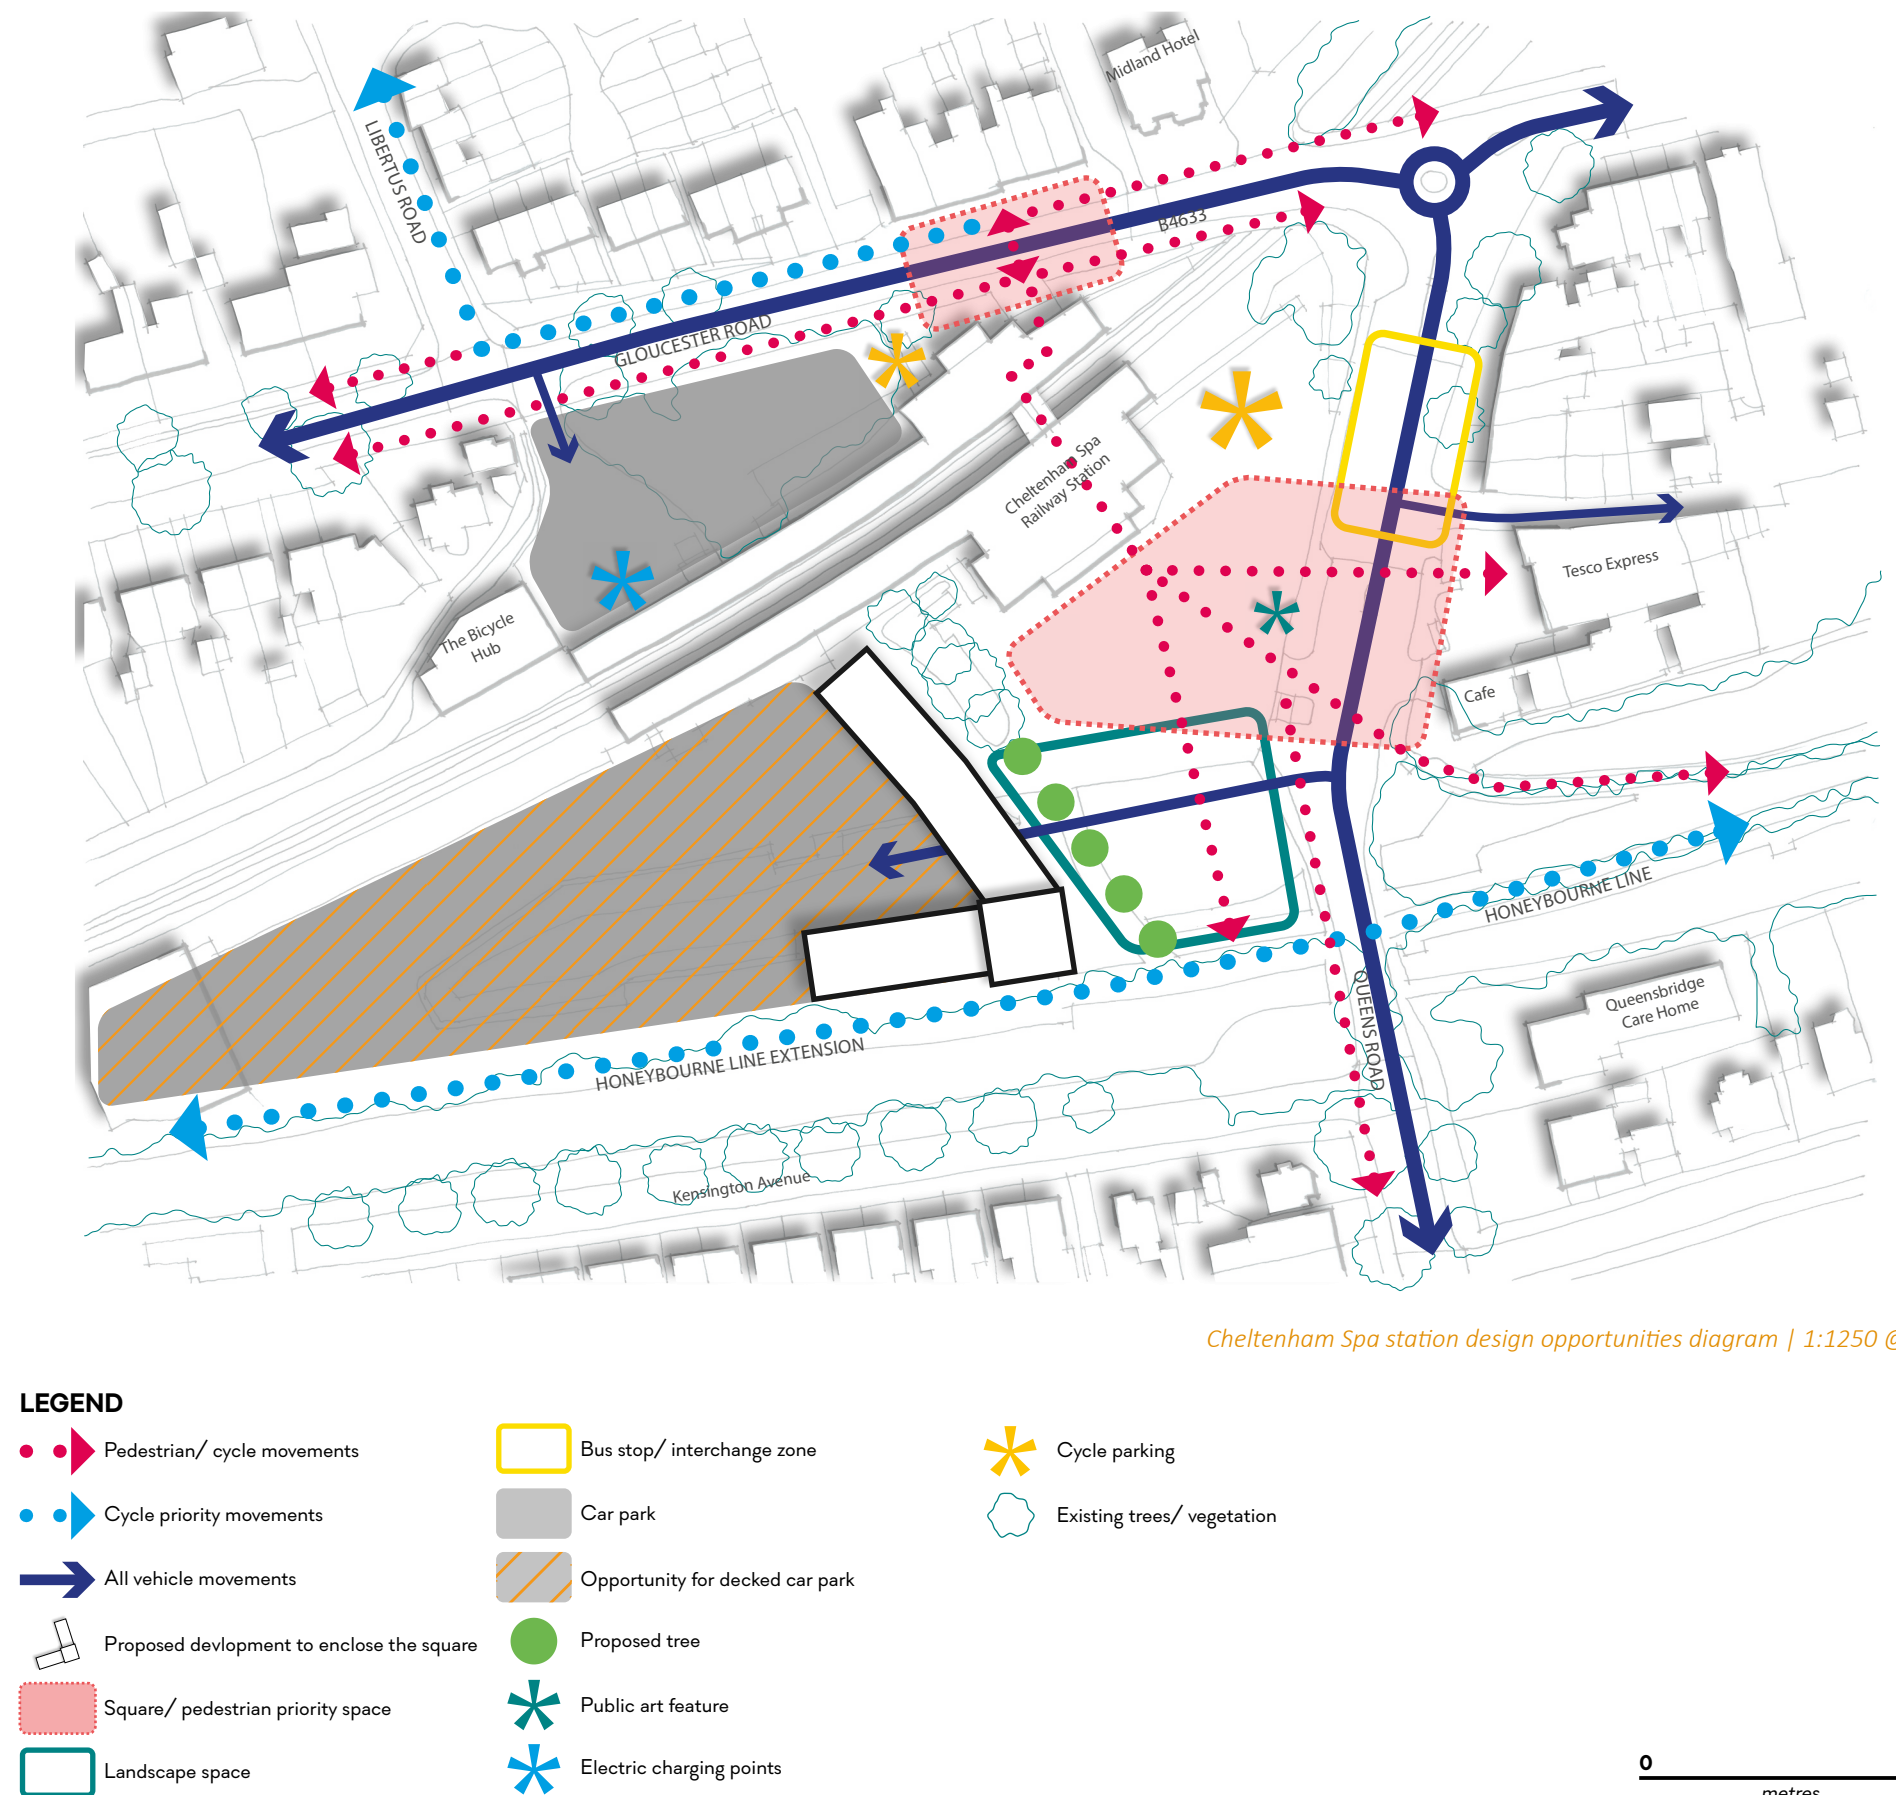 Midland Hotel
LIBERTUS ROAD
B4633
GLOUCESTER ROAD
Cheltenham Spa
Railway Station
Tesco Express
The Bicycle
Hub
Cafe
HONEYBOURNE LINE
Queensbridge
Care Home
QUEENS ROAD
HONEYBOURNE LINE EXTENSION
Kensington Avenue
Cheltenham Spa station design opportunities diagram | 1:1250 @
LEGEND
Pedestrian/ cycle movements
Cycle priority movements
All vehicle movements
Proposed devlopment to enclose the square
Square/ pedestrian priority space
Landscape space
Bus stop/ interchange zone
Car park
Opportunity for decked car park
Proposed tree
Public art feature
Electric charging points
Cycle parking
Existing trees/ vegetation
0
metres